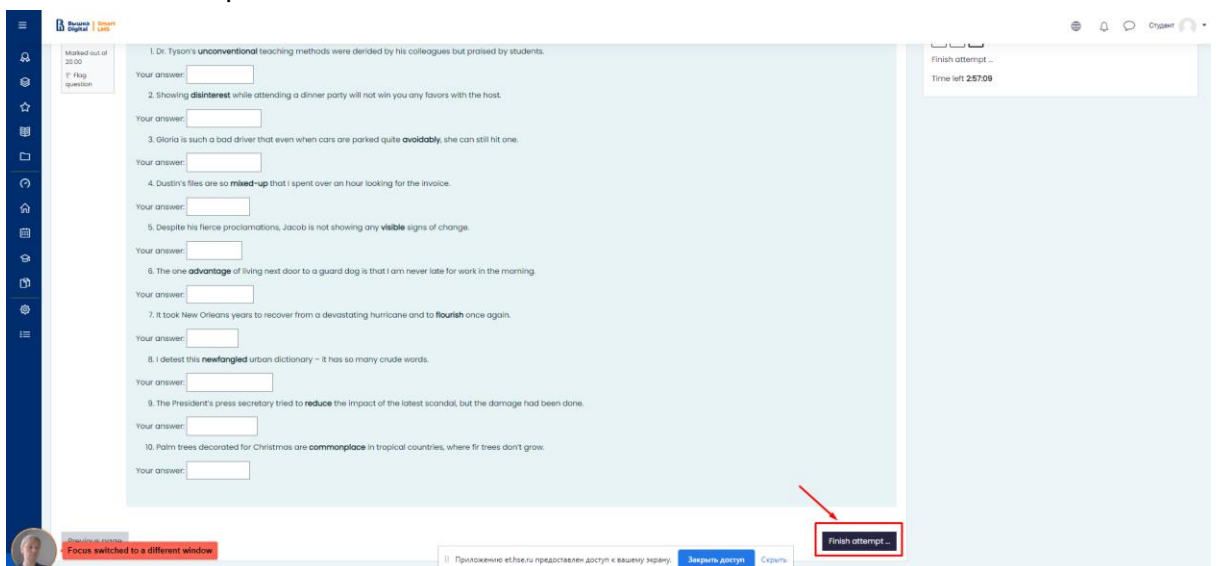 Вышка Digital | Smart LMS
Студент
Marked out of 20.00
Flag question
1. Dr. Tyson's unconventional teaching methods were derided by his colleagues but praised by students.
Your answer:
2. Showing disinterest while attending a dinner party will not win you any favors with the host.
Your answer:
3. Gloria is such a bad driver that even when cars are parked quite avoidably, she can still hit one.
Your answer:
4. Dustin's files are so mixed-up that I spent over an hour looking for the invoice.
Your answer:
5. Despite his fierce proclamations, Jacob is not showing any visible signs of change.
Your answer:
6. The one advantage of living next door to a guard dog is that I am never late for work in the morning.
Your answer:
7. It took New Orleans years to recover from a devastating hurricane and to flourish once again.
Your answer:
8. I detest this newfangled urban dictionary – it has so many crude words.
Your answer:
9. The President's press secretary tried to reduce the impact of the latest scandal, but the damage had been done.
Your answer:
10. Palm trees decorated for Christmas are commonplace in tropical countries, where fir trees don't grow.
Your answer:
Finish attempt ...
Time left 2:57:09
Previous page
Focus switched to a different window
Finish attempt ...
Приложению et.hse.ru предоставлен доступ к вашему экрану.
Закрыть доступ
Скрыть